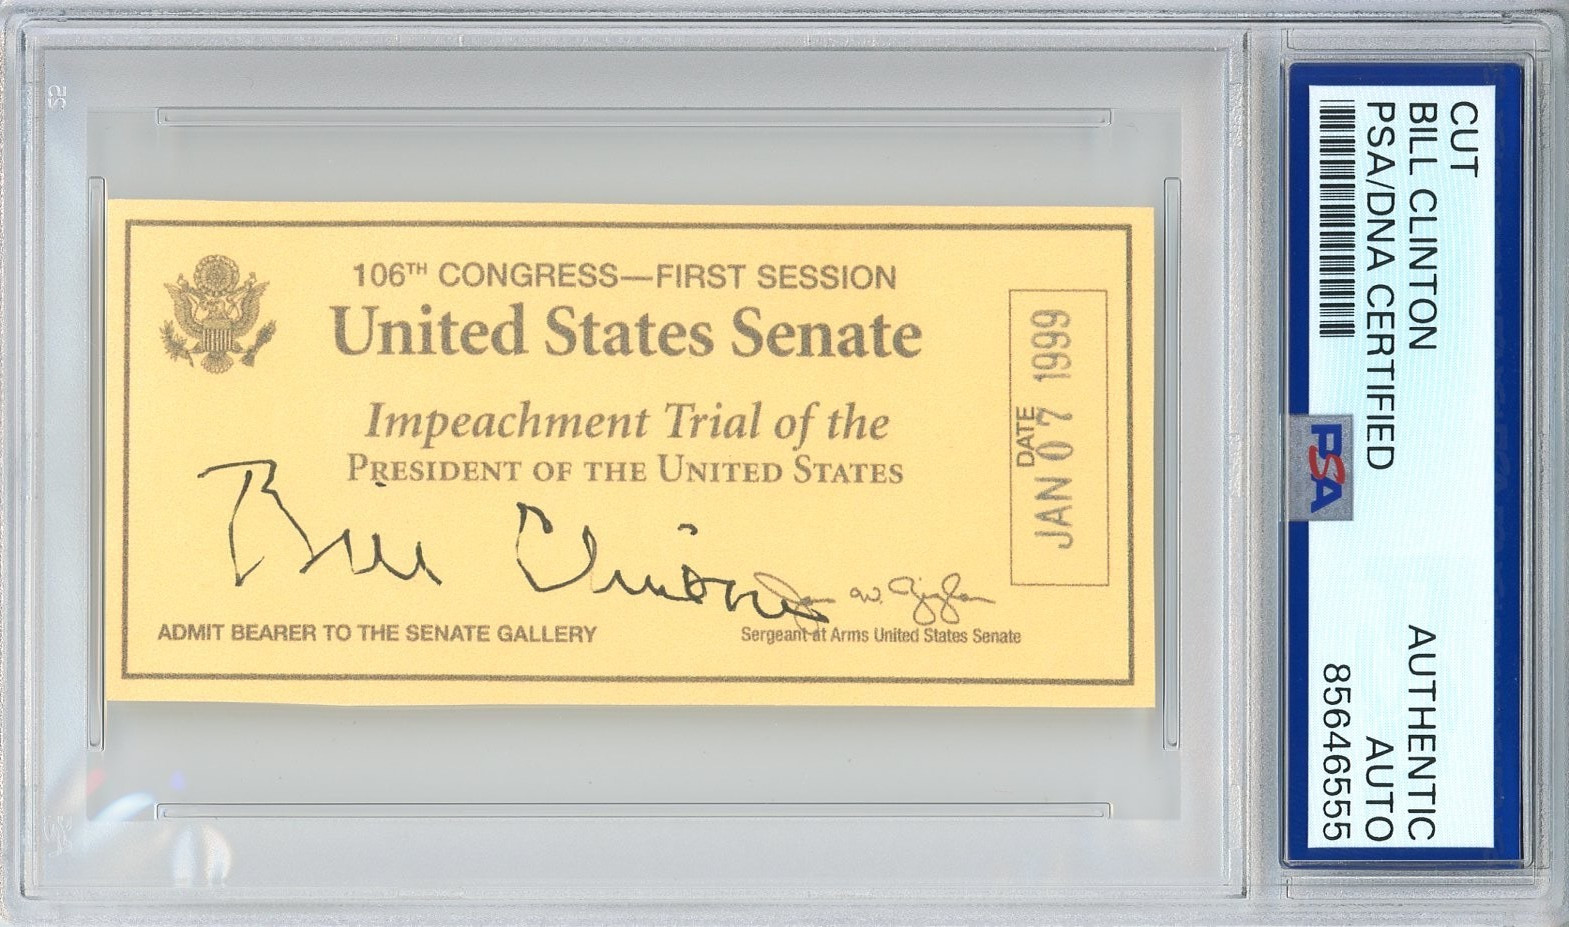 106TH CONGRESS—FIRST SESSION
United States Senate
Impeachment Trial of the
PRESIDENT OF THE UNITED STATES
Bill Clinton
ADMIT BEARER TO THE SENATE GALLERY
Sergeant at Arms United States Senate
DATE
JAN 07 1999
CUT
BILL CLINTON AUTHENTIC
PSA/DNA CERTIFIED AUTO
85646555
PSA